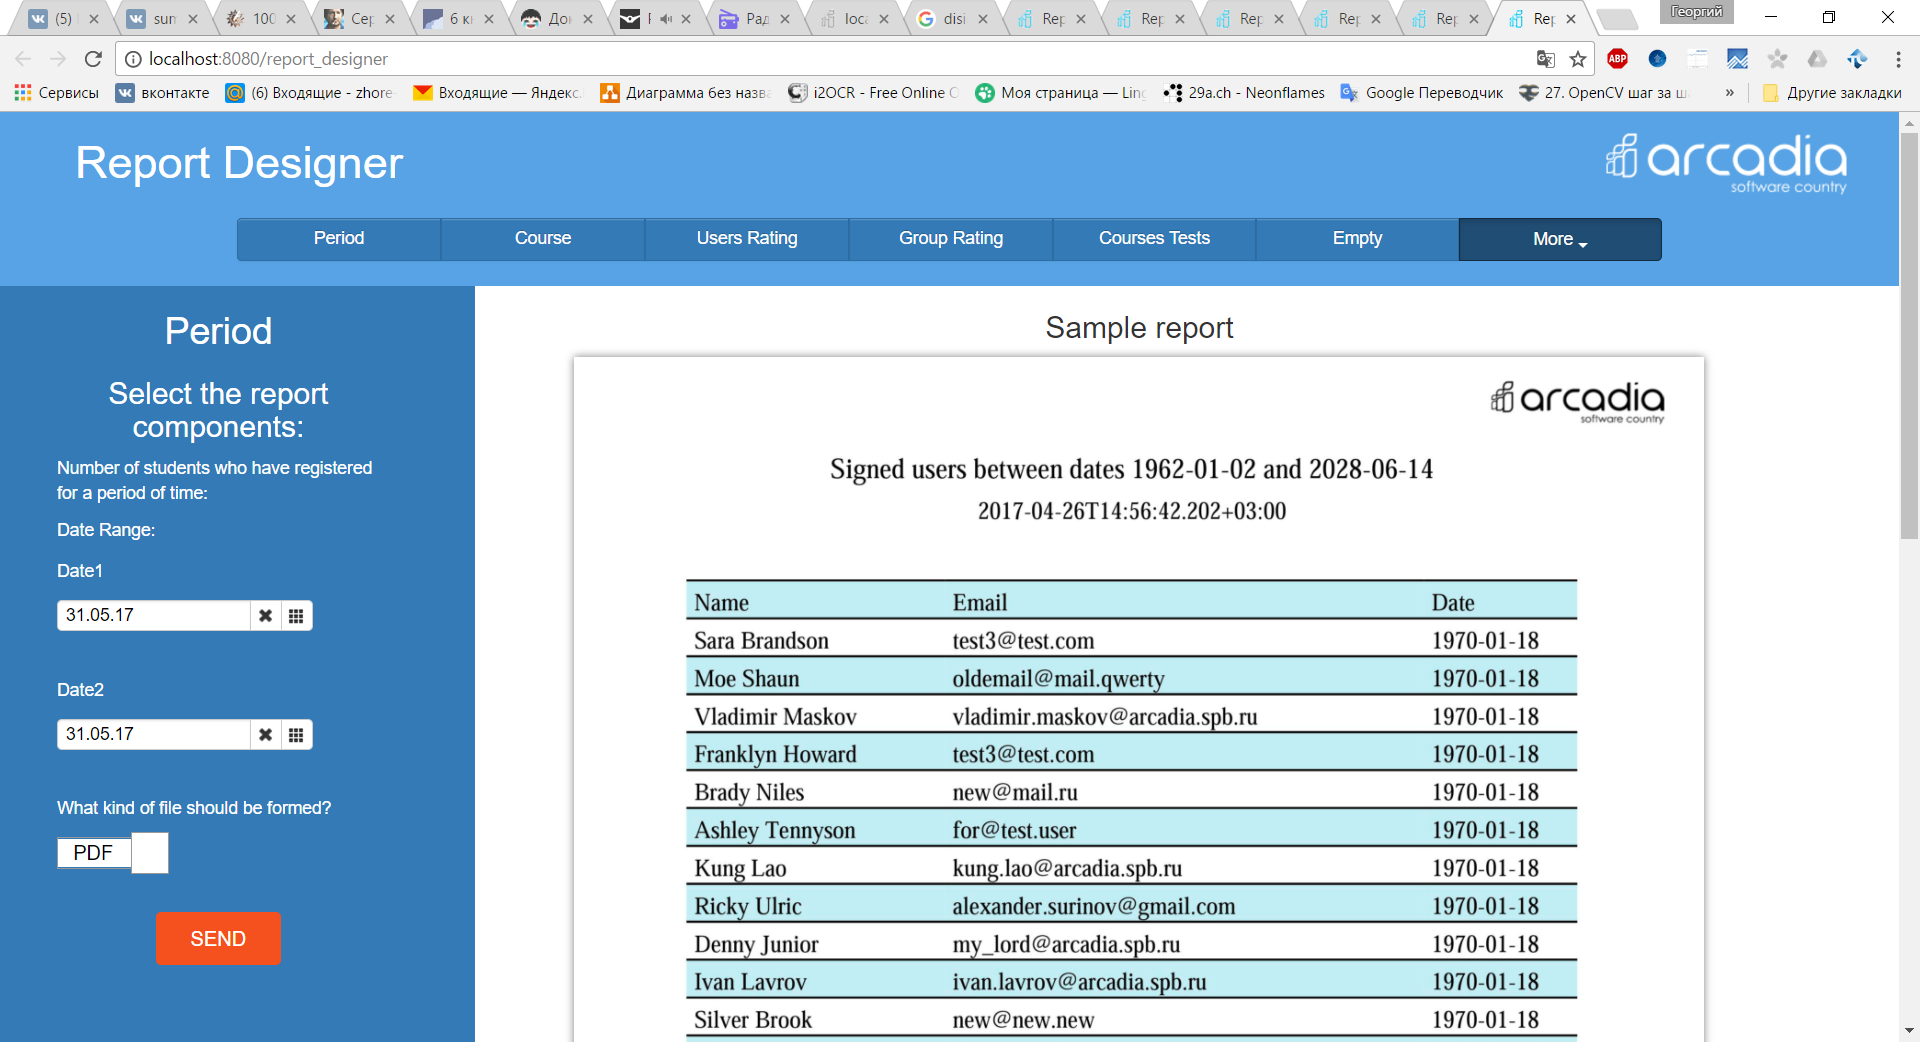 (5)
sun
100
Сер
6 к
До
Рад
loca
disi
Rep
Rep
Rep
Rep
Rep
Rep
Георгий
localhost:8080/report_designer
ABP
Сервисы
вконтакте
(6) Входящие - zhore
Входящие — Яндекс.
Диаграмма без назва
i2OCR - Free Online
Моя страница — Lin
29a.ch - Neonflames
Google Переводчик
27. OpenCV шаг за ш
»
Другие закладки
Report Designer
arcadia
software country
Period
Course
Users Rating
Group Rating
Courses Tests
Empty
More
Period
Select the report
components:
Number of students who have registered
for a period of time:
Date Range:
Date1
31.05.17
Date2
31.05.17
What kind of file should be formed?
PDF
SEND
Sample report
arcadia
software country
Signed users between dates 1962-01-02 and 2028-06-14
2017-04-26T14:56:42.202+03:00
Name Email Date
Sara Brandson test3@test.com 1970-01-18
Moe Shaun oldemail@mail.qwerty 1970-01-18
Vladimir Maskov vladimir.maskov@arcadia.spb.ru 1970-01-18
Franklyn Howard test3@test.com 1970-01-18
Brady Niles new@mail.ru 1970-01-18
Ashley Tennyson for@test.user 1970-01-18
Kung Lao kung.lao@arcadia.spb.ru 1970-01-18
Ricky Ulric alexander.surinov@gmail.com 1970-01-18
Denny Junior my_lord@arcadia.spb.ru 1970-01-18
Ivan Lavrov ivan.lavrov@arcadia.spb.ru 1970-01-18
Silver Brook new@new.new 1970-01-18